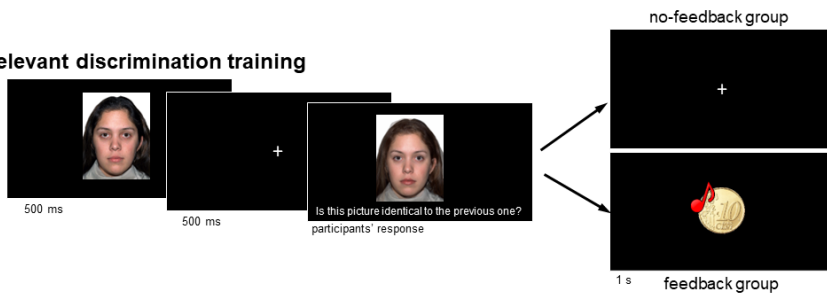 no-feedback group
elevant discrimination training
+
+
500 ms
500 ms
Is this picture identical to the previous one?
participants' response
10
1 s
feedback group